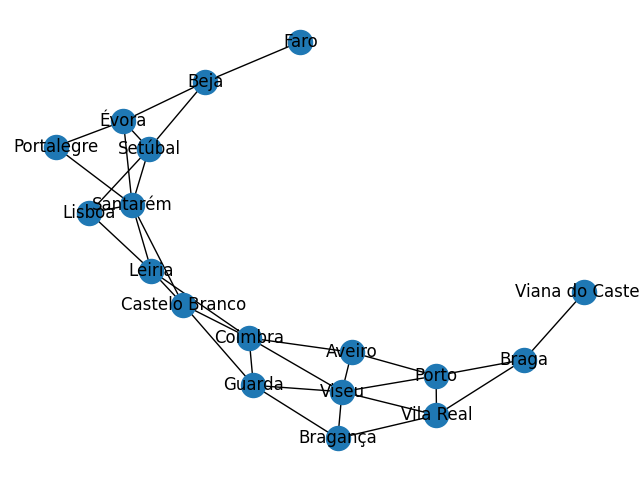 Faro
Beja
Évora
Portalegre
Setúbal
Santarém
Lisboa
Leiria
Viana do Caste
Castelo Branco
Coimbra
Aveiro
Braga
Porto
Guarda
Viseu
Vila Real
Bragança